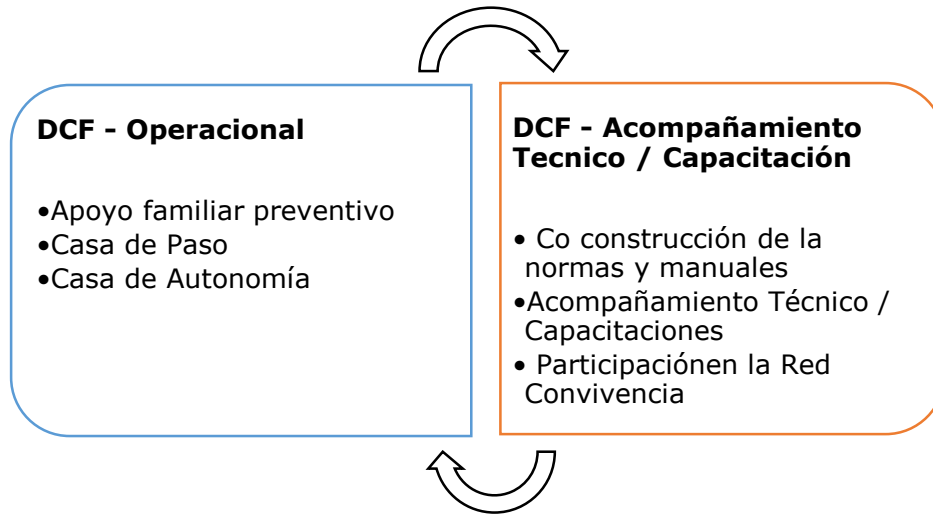 DCF - Operacional
•Apoyo familiar preventivo
•Casa de Paso
•Casa de Autonomía
DCF - Acompañamiento
Tecnico / Capacitación
• Co construcción de la
normas y manuales
•Acompañamiento Técnico /
Capacitaciones
• Participaciónen la Red
Convivencia